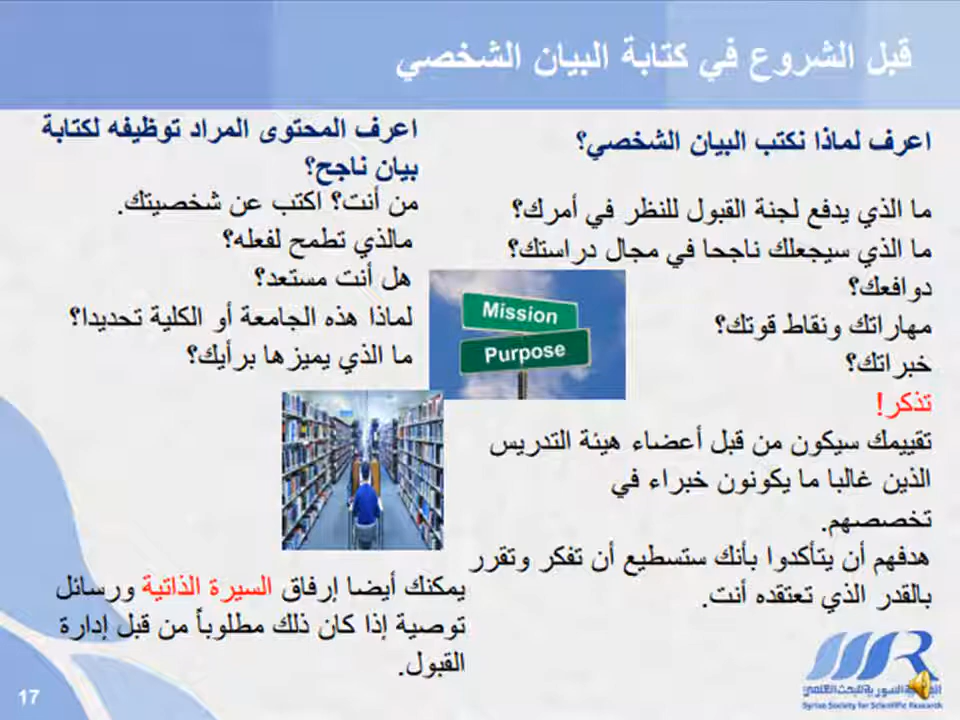 قبل الشروع في كتابة البيان الشخصي
اعرف لماذا نكتب البيان الشخصي؟
ما الذي يدفع لجنة القبول للنظر في أمرك؟
ما الذي سيجعلك ناجحا في مجال دراستك؟
دوافعك؟
مهاراتك ونقاط قوتك؟
خبراتك؟
تذكر!
تقييمك سيكون من قبل أعضاء هيئة التدريس
الذين غالبا ما يكونون خبراء في
تخصصهم.
هدفهم أن يتأكدوا بأنك ستسطيع أن تفكر وتقرر
بالقدر الذي تعتقده أنت.
اعرف المحتوى المراد توظيفه لكتابة
بيان ناجح؟
من أنت؟ اكتب عن شخصيتك.
مالذي تطمح لفعله؟
هل أنت مستعد؟
لماذا هذه الجامعة أو الكلية تحديدا؟
ما الذي يميزها برأيك؟
Mission
Purpose
يمكنك أيضا إرفاق السيرة الذاتية ورسائل
توصية إذا كان ذلك مطلوباً من قبل إدارة
القبول.
السورية للبحث العلمي
Syrian Society for Scientific Research
17